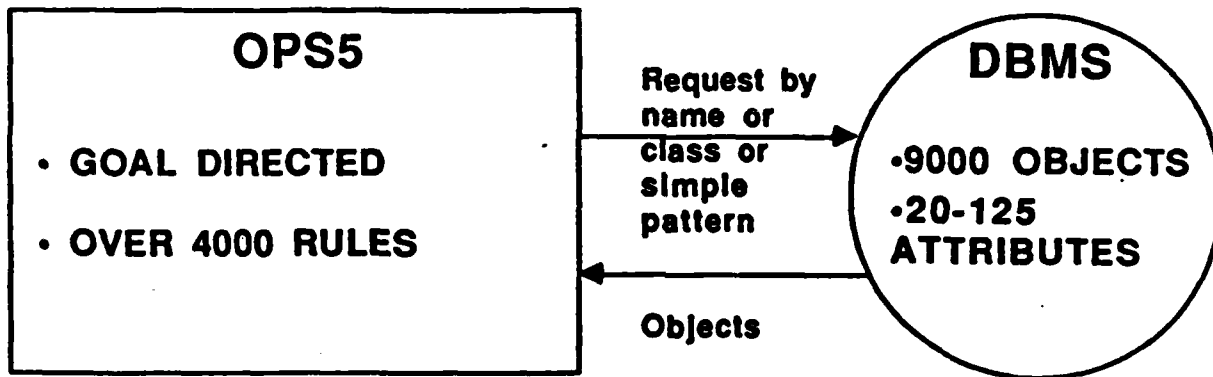 OPS5
• GOAL DIRECTED
• OVER 4000 RULES
Request by
name or
class or
simple
pattern
Objects
DBMS
•9000 OBJECTS
•20-125
ATTRIBUTES